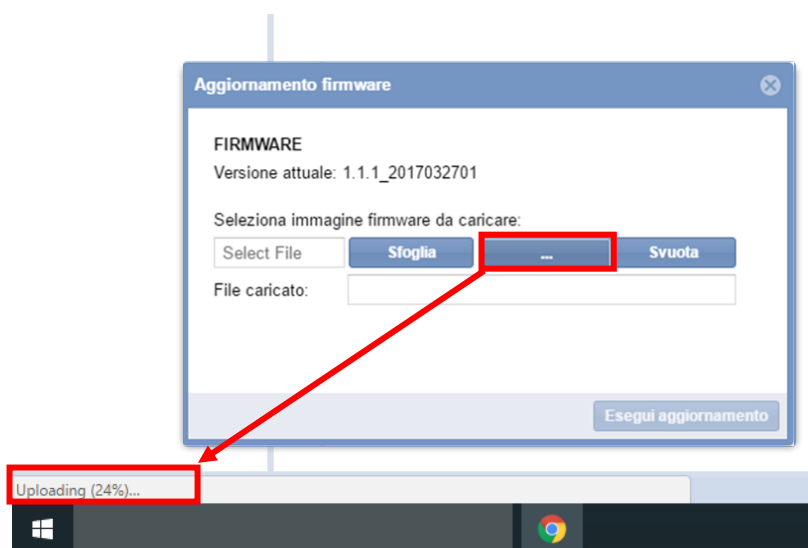 Aggiornamento firmware
FIRMWARE
Versione attuale: 1.1.1_2017032701
Seleziona immagine firmware da caricare:
Select File Sfoglia ... Svuota
File caricato:
Esegui aggiornamento
Uploading (24%)...